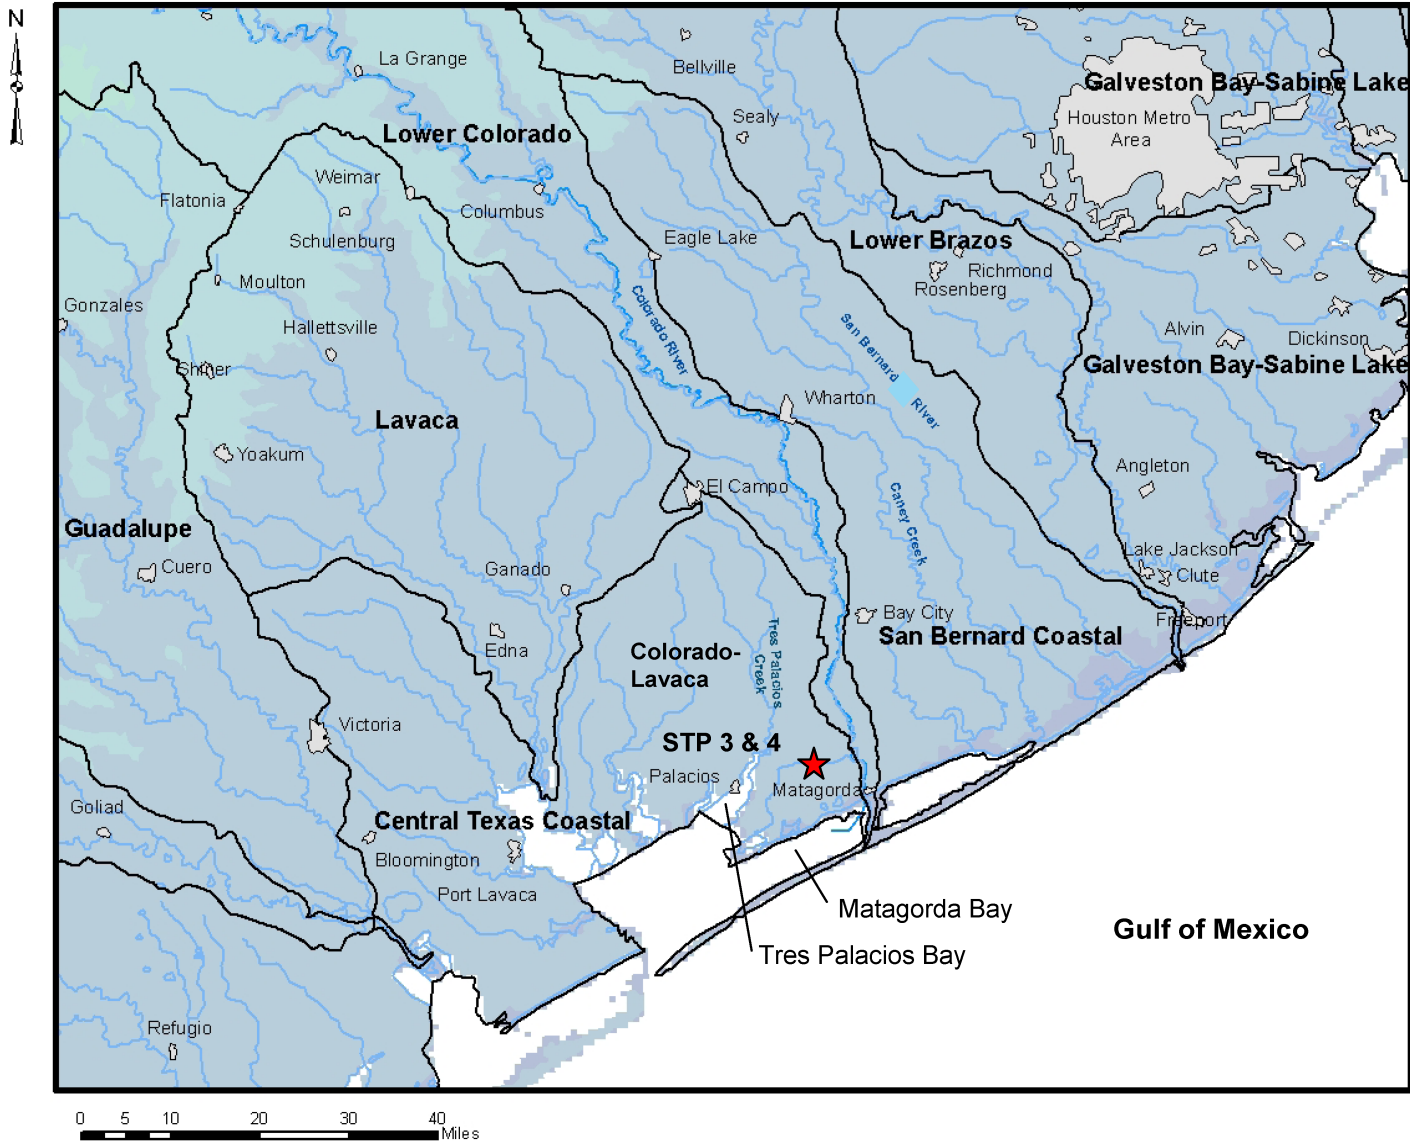 N
La Grange
Bellville
Galveston Bay-Sabine Lake
Houston Metro
Area
Sealy
Lower Colorado
Weimar
Flatonia
Columbus
Schulenburg
Eagle Lake
Lower Brazos
Richmond
Rosenberg
Moulton
Gonzales
Hallettsville
Colorado River
San Bernard
River
Alvin
Dickinson
Galveston Bay-Sabine Lake
Shiner
Wharton
Lavaca
Yoakum
Angleton
El Campo
Caney Creek
Guadalupe
Cuero
Ganado
Lake Jackson
Clute
Freeport
Bay City
San Bernard Coastal
Edna
Colorado-
Lavaca
Tres Palacios
Creek
Victoria
STP 3 & 4
Palacios
Matagorda
Goliad
Central Texas Coastal
Bloomington
Port Lavaca
Matagorda Bay
Gulf of Mexico
Tres Palacios Bay
Refugio
0 5 10 20 30 40
Miles